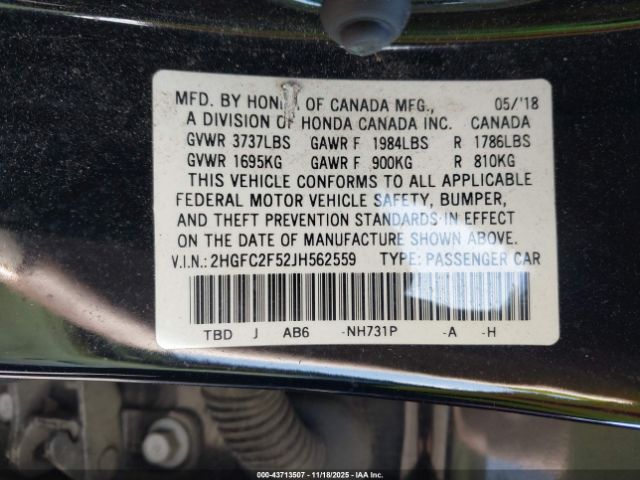 MFD. BY HONDA OF CANADA MFG., 05/'18
A DIVISION OF HONDA CANADA INC. CANADA
GVWR 3737LBS GAWR F 1984LBS R 1786LBS
GVWR 1695KG GAWR F 900KG R 810KG
THIS VEHICLE CONFORMS TO ALL APPLICABLE
FEDERAL MOTOR VEHICLE SAFETY, BUMPER,
AND THEFT PREVENTION STANDARDS IN EFFECT
ON THE DATE OF MANUFACTURE SHOWN ABOVE.
V.I.N.: 2HGFC2F52JH562559 TYPE: PASSENGER CAR
TBD J AB6 -NH731P -A -H
000-43713507 - 11/18/2025 - IAA Inc.